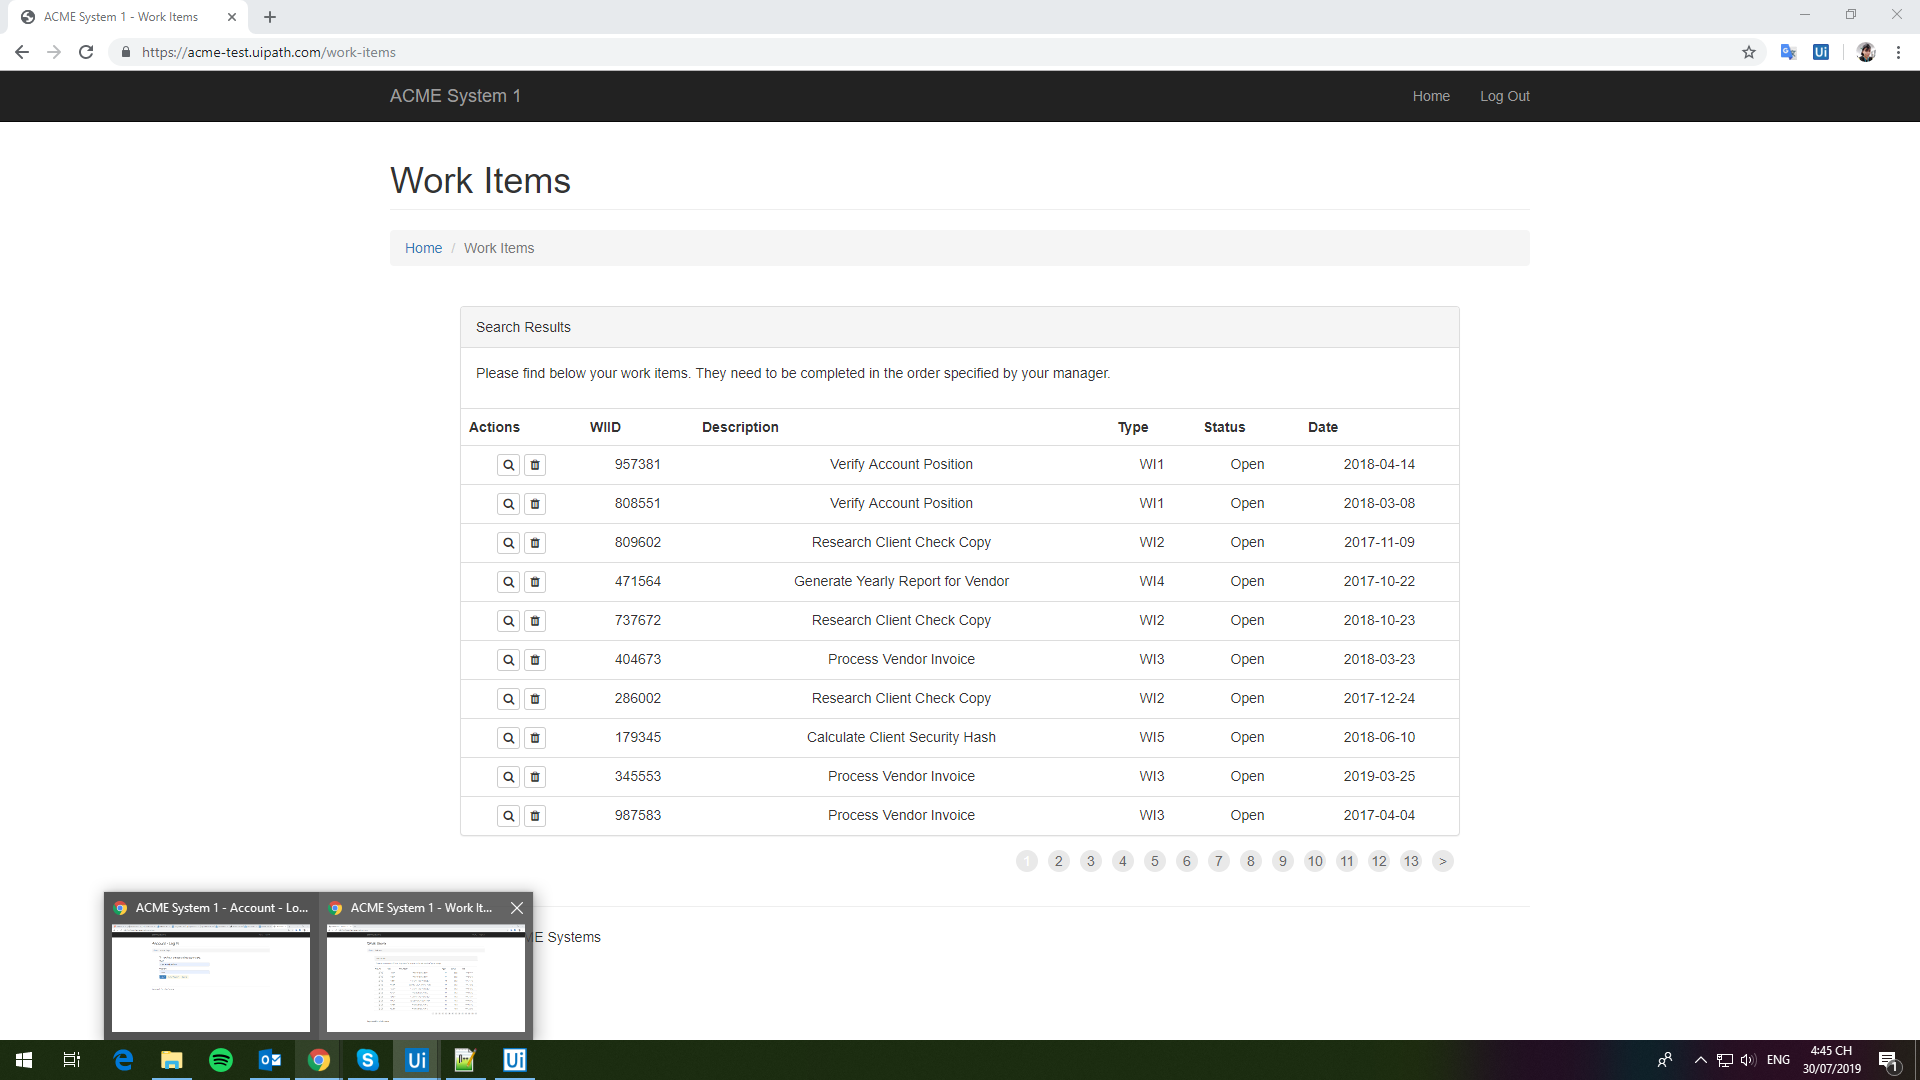 ACME System 1 - Work Items
https://acme-test.uipath.com/work-items
ACME System 1 Home Log Out
Work Items
Home / Work Items
Search Results
Please find below your work items. They need to be completed in the order specified by your manager.
Actions WIID Description Type Status Date
957381 Verify Account Position WI1 Open 2018-04-14
808551 Verify Account Position WI1 Open 2018-03-08
809602 Research Client Check Copy WI2 Open 2017-11-09
471564 Generate Yearly Report for Vendor WI4 Open 2017-10-22
737672 Research Client Check Copy WI2 Open 2018-10-23
404673 Process Vendor Invoice WI3 Open 2018-03-23
286002 Research Client Check Copy WI2 Open 2017-12-24
179345 Calculate Client Security Hash WI5 Open 2018-06-10
345553 Process Vendor Invoice WI3 Open 2019-03-25
987583 Process Vendor Invoice WI3 Open 2017-04-04
1 2 3 4 5 6 7 8 9 10 11 12 13 >
ACME System 1 - Account - Lo... ACME System 1 - Work It...
ME Systems
Ui
Ui Ui
ENG
4:45 CH
30/07/2019
1